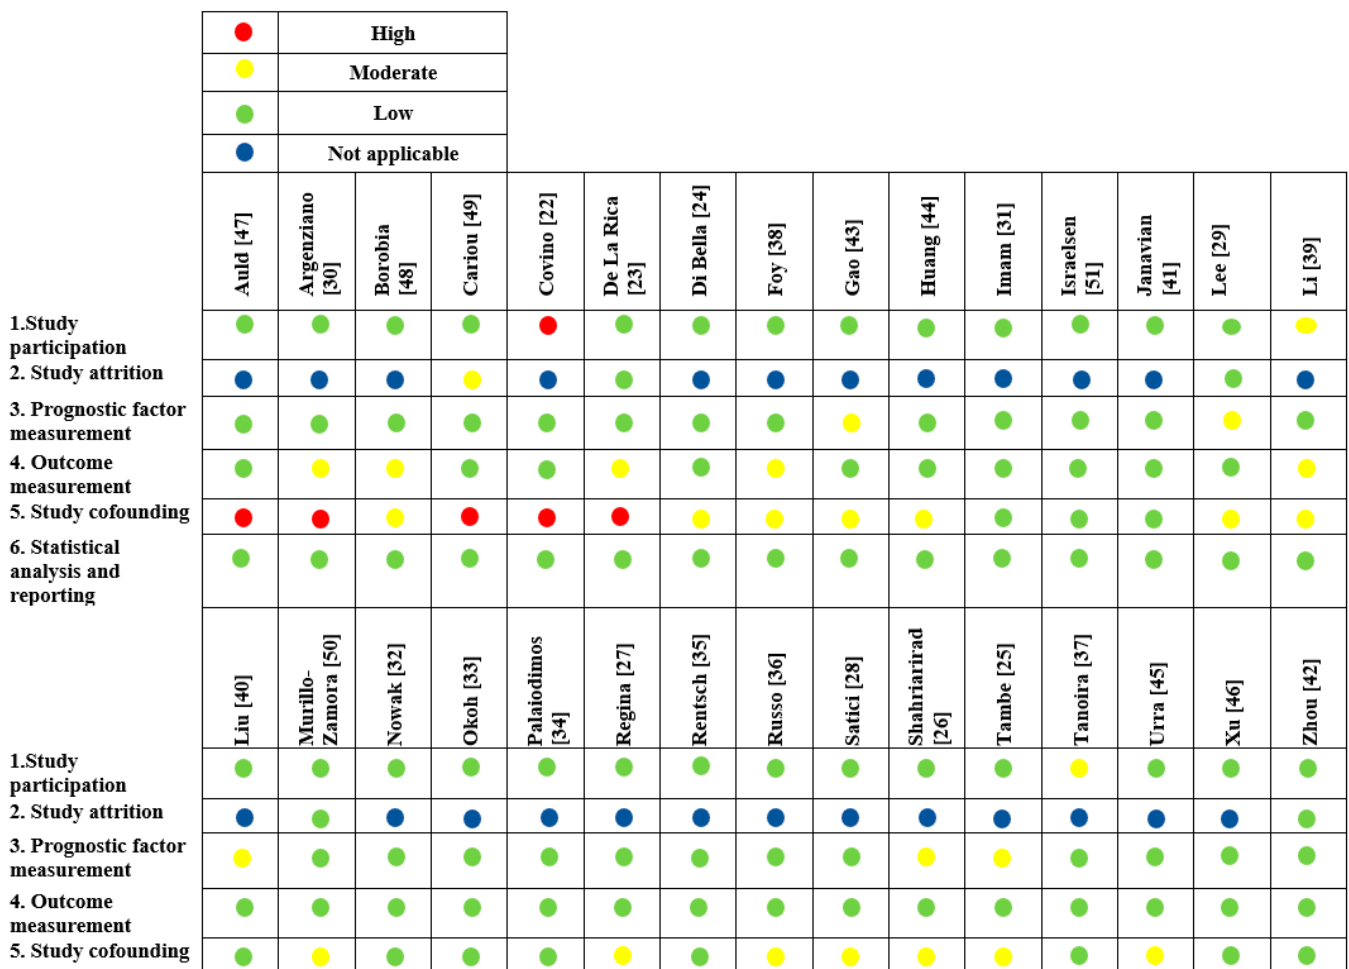 High
Moderate
Low
Not applicable
Auld [47]
Argenziano
[30]
Borobia
[48]
Cariou [49]
Covino [22]
De La Rica
[23]
Di Bella [24]
Foy [38]
Gao [43]
Huang [44]
Imam [31]
Israelsen
[51]
Janavian
[41]
Lee [29]
Li [39]
1.Study
participation
2. Study attrition
3. Prognostic factor
measurement
4. Outcome
measurement
5. Study cofounding
6. Statistical
analysis and
reporting
Liu [40]
Murillo-
Zamora [50]
Nowak [32]
Okoh [33]
Palaiodimos
[34]
Regina [27]
Rentsch [35]
Russo [36]
Satici [28]
Shahriarirad
[26]
Tambe [25]
Tanoira [37]
Urra [45]
Xu [46]
Zhou [42]
1.Study
participation
2. Study attrition
3. Prognostic factor
measurement
4. Outcome
measurement
5. Study cofounding